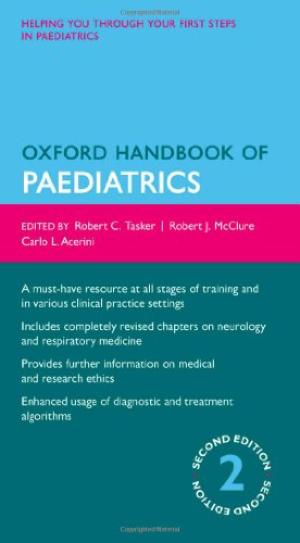 HELPING YOU THROUGH YOUR FIRST STEPS
IN PAEDIATRICS
OXFORD HANDBOOK OF
PAEDIATRICS
EDITED BY Robert C. Tasker | Robert J. McClure
Carlo L. Acerini
A must-have resource at all stages of training and
in various clinical practice settings
Includes completely revised chapters on neurology
and respiratory medicine
Provides further information on medical
and research ethics
Enhanced usage of diagnostic and treatment
algorithms
SECOND EDITION
2
SECOND EDITION